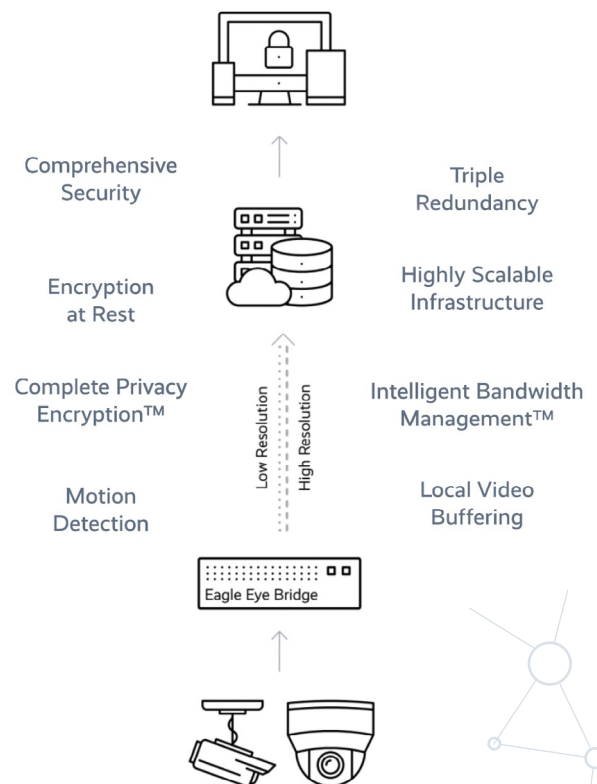 Comprehensive
Security
Triple
Redundancy
Encryption
at Rest
Highly Scalable
Infrastructure
Complete Privacy
Encryption™
Low Resolution
High Resolution
Intelligent Bandwidth
Management™
Motion
Detection
Local Video
Buffering
Eagle Eye Bridge